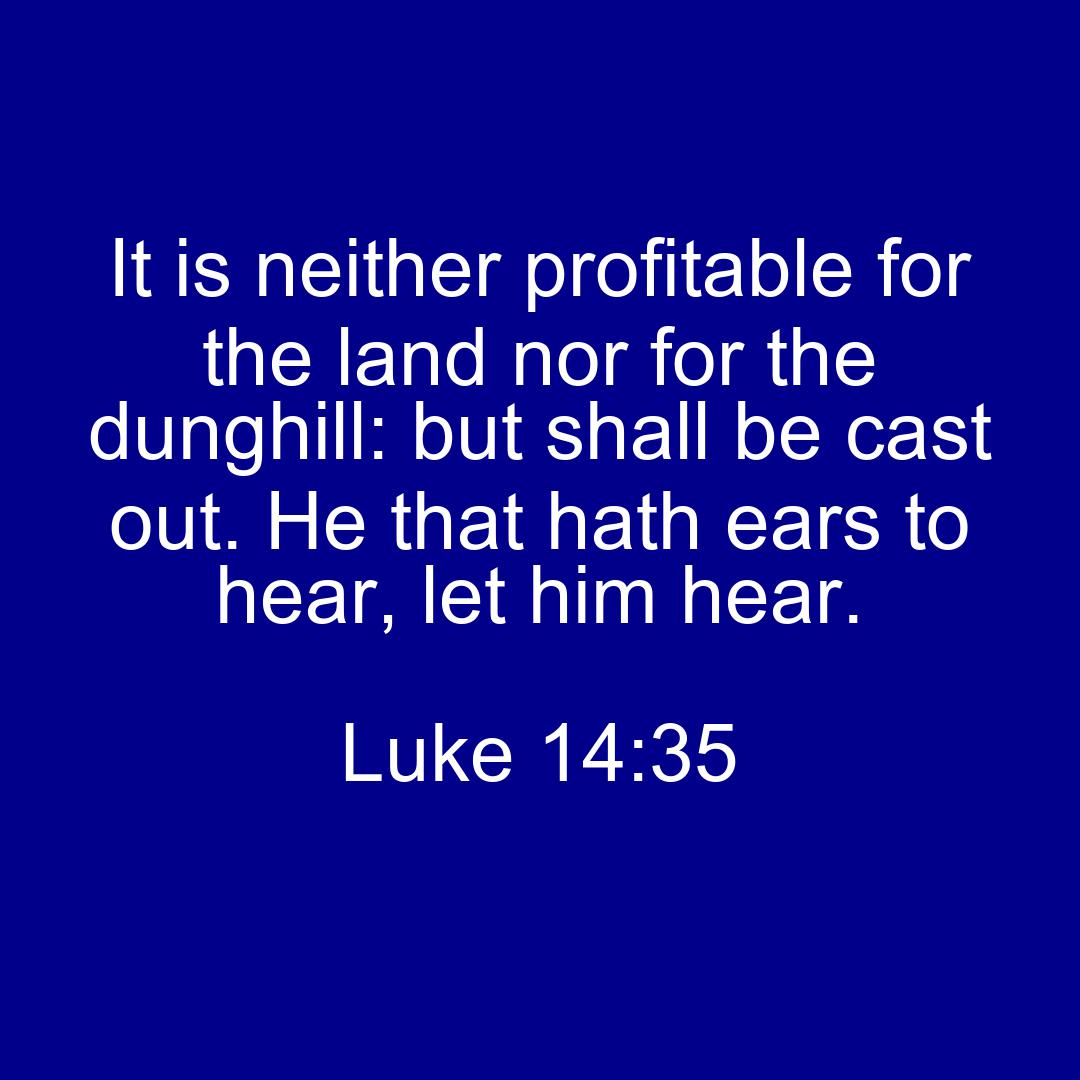 It is neither profitable for
the land nor for the
dunghill: but shall be cast
out. He that hath ears to
hear, let him hear.
Luke 14:35